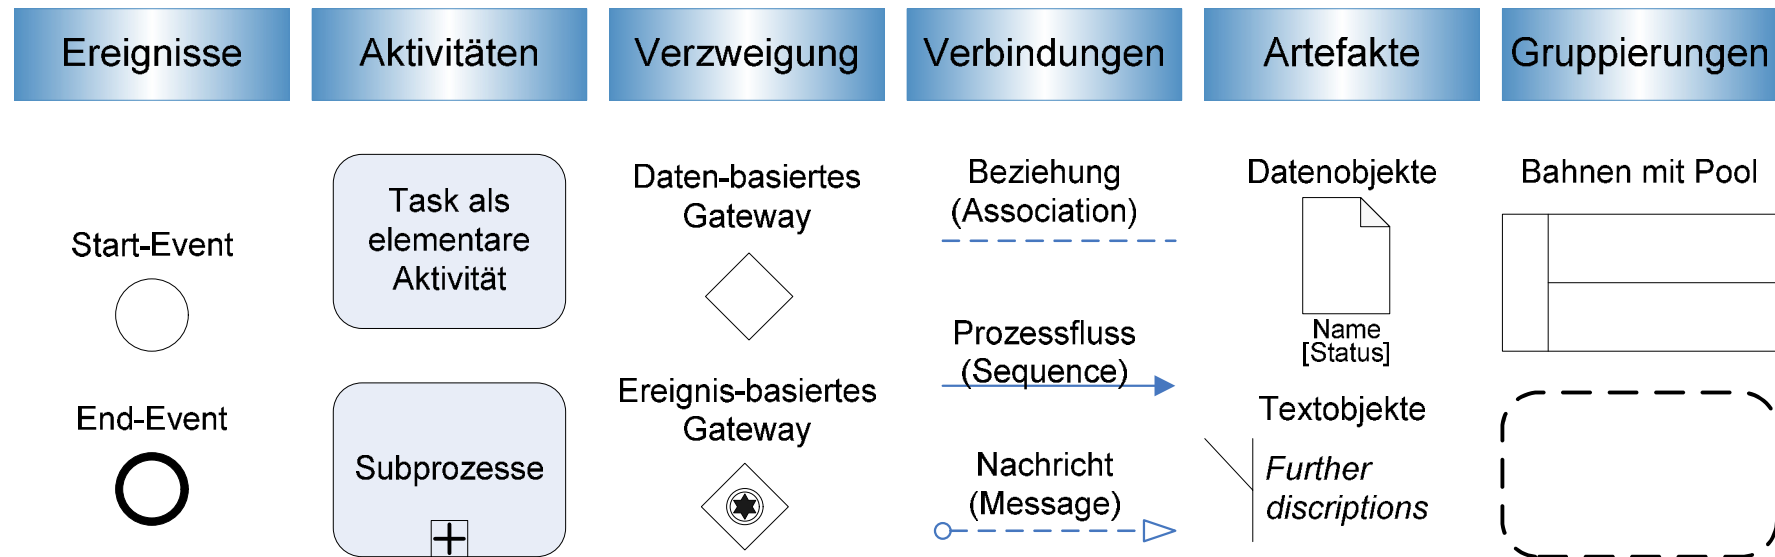 Ereignisse
Aktivitäten
Verzweigung
Verbindungen
Artefakte
Gruppierungen
Start-Event
End-Event
Task als
elementare
Aktivität
Subprozesse
Daten-basiertes
Gateway
Ereignis-basiertes
Gateway
Beziehung
(Association)
Prozessfluss
(Sequence)
Nachricht
(Message)
Datenobjekte
Name
[Status]
Textobjekte
Further
discriptions
Bahnen mit Pool